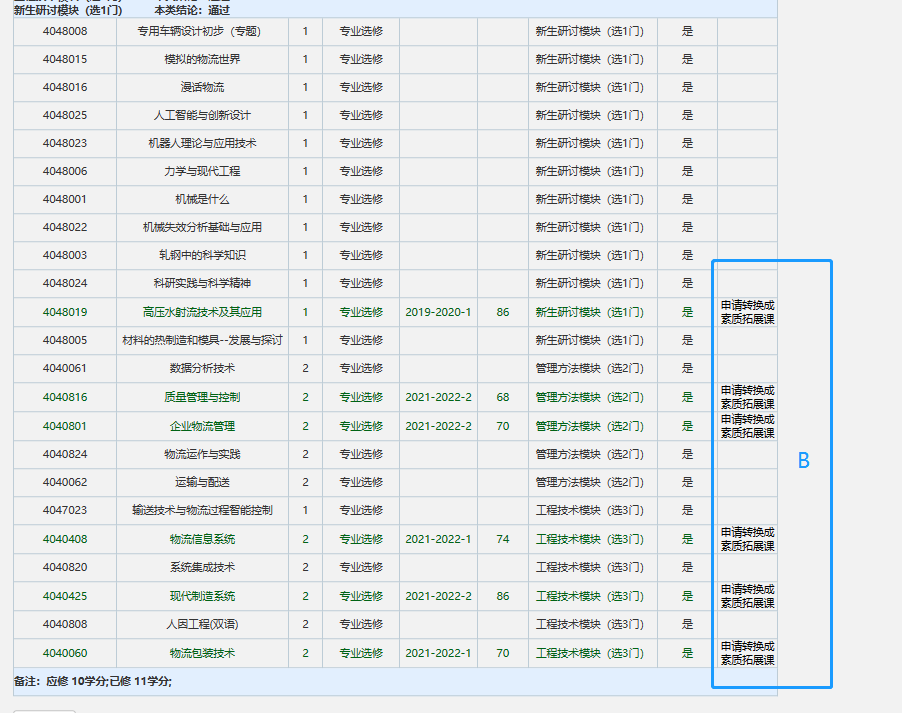 新生研讨模块（选1门） 本类结论：通过
4048008 专用车辆设计初步（专题） 1 专业选修 新生研讨模块（选1门） 是
4048015 模拟的物流世界 1 专业选修 新生研讨模块（选1门） 是
4048016 漫话物流 1 专业选修 新生研讨模块（选1门） 是
4048025 人工智能与创新设计 1 专业选修 新生研讨模块（选1门） 是
4048023 机器人理论与应用技术 1 专业选修 新生研讨模块（选1门） 是
4048006 力学与现代工程 1 专业选修 新生研讨模块（选1门） 是
4048001 机械是什么 1 专业选修 新生研讨模块（选1门） 是
4048022 机械失效分析基础与应用 1 专业选修 新生研讨模块（选1门） 是
4048003 轧钢中的科学知识 1 专业选修 新生研讨模块（选1门） 是
4048024 科研实践与科学精神 1 专业选修 新生研讨模块（选1门） 是
4048019 高压水射流技术及其应用 1 专业选修 2019-2020-1 86 新生研讨模块（选1门） 是 申请转换成
素质拓展课
4048005 材料的热制造和模具--发展与探讨 1 专业选修 新生研讨模块（选1门） 是
4040061 数据分析技术 2 专业选修 管理方法模块（选2门） 是
4040816 质量管理与控制 2 专业选修 2021-2022-2 68 管理方法模块（选2门） 是 申请转换成
素质拓展课
4040801 企业物流管理 2 专业选修 2021-2022-2 70 管理方法模块（选2门） 是 申请转换成
素质拓展课
4040824 物流运作与实践 2 专业选修 管理方法模块（选2门） 是
B
4040062 运输与配送 2 专业选修 管理方法模块（选2门） 是
4047023 输送技术与物流过程智能控制 1 专业选修 工程技术模块（选3门） 是
4040408 物流信息系统 2 专业选修 2021-2022-1 74 工程技术模块（选3门） 是 申请转换成
素质拓展课
4040820 系统集成技术 2 专业选修 工程技术模块（选3门） 是
4040425 现代制造系统 2 专业选修 2021-2022-2 86 工程技术模块（选3门） 是 申请转换成
素质拓展课
4040808 人因工程(双语) 2 专业选修 工程技术模块（选3门） 是
4040060 物流包装技术 2 专业选修 2021-2022-1 70 工程技术模块（选3门） 是 申请转换成
素质拓展课
备注：应修 10学分;已修 11学分;